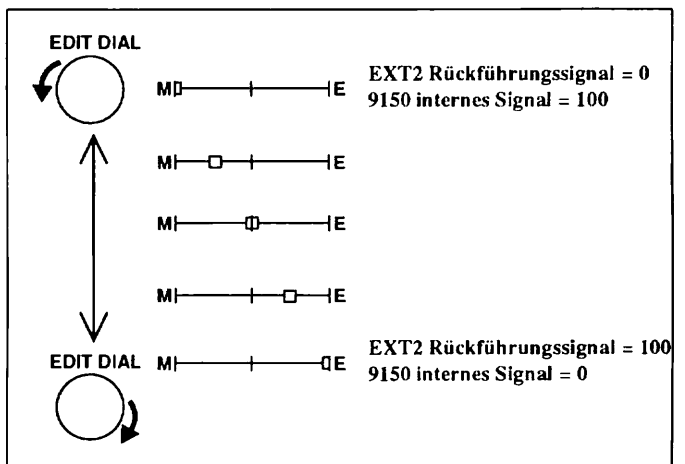 EDIT DIAL
M E
EXT2 Rückführungssignal = 0
9150 internes Signal = 100
M E
M E
M E
EDIT DIAL
M E
EXT2 Rückführungssignal = 100
9150 internes Signal = 0